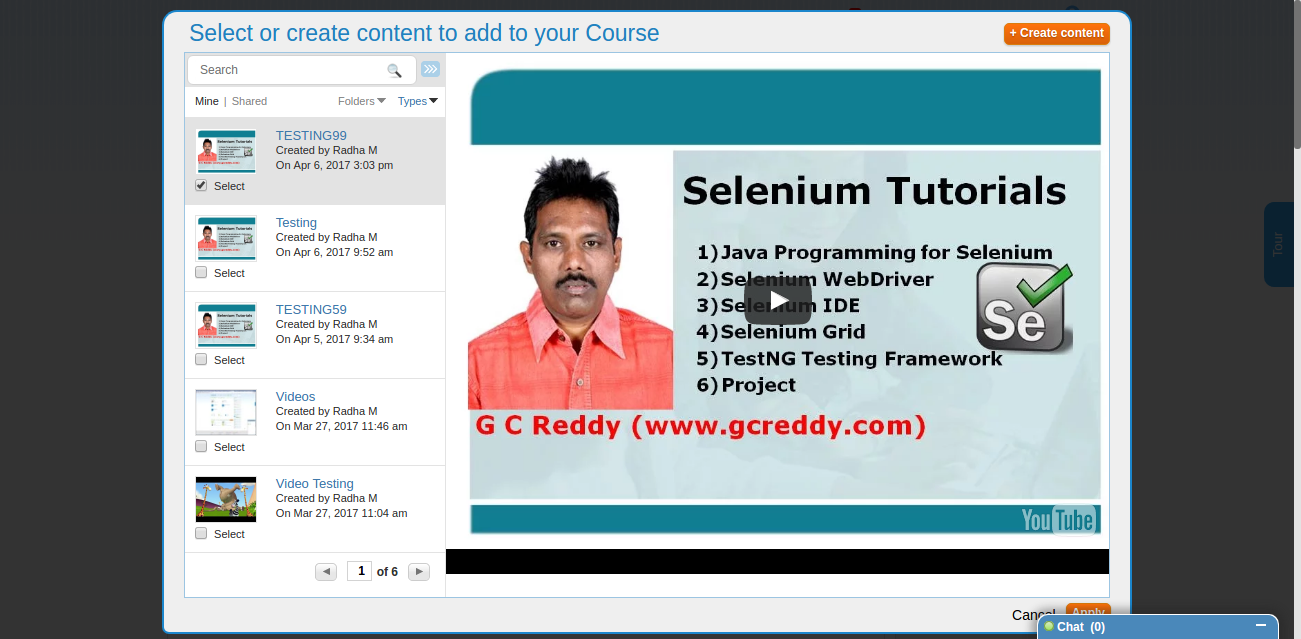 Select or create content to add to your Course
+ Create content
Search
Mine | Shared
Folders
Types
TESTING99
Created by Radha M
On Apr 6, 2017 3:03 pm
Select
Testing
Created by Radha M
On Apr 6, 2017 9:52 am
Select
TESTING59
Created by Radha M
On Apr 5, 2017 9:34 am
Select
Videos
Created by Radha M
On Mar 27, 2017 11:46 am
Select
Video Testing
Created by Radha M
On Mar 27, 2017 11:04 am
Select
1 of 6
Selenium Tutorials
1)Java Programming for Selenium
2)Selenium WebDriver
3)Selenium IDE
4)Selenium Grid
5)TestNG Testing Framework
6)Project
Se
G C Reddy (www.gcreddy.com)
YouTube
Tour
Cancel
Apply
Chat (0)